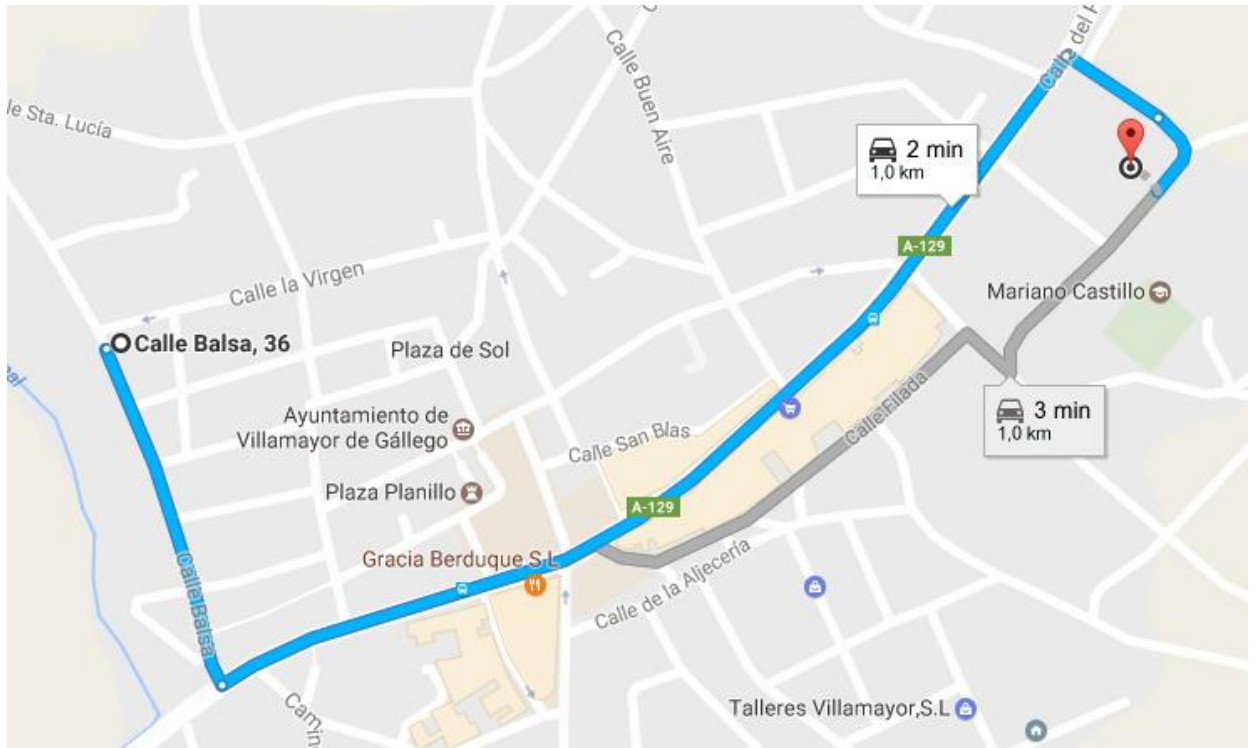 Calle del
Calle Buen Aire
le Sta. Lucía
2 min
1,0 km
A-129
Calle la Virgen
Mariano Castillo
Calle Balsa, 36
Plaza de Sol
Calle Filada
3 min
1,0 km
Ayuntamiento de
Villamayor de Gállego
Calle San Blas
Plaza Planillo
A-129
Gracia Berduque S L
Calle de la Aljecería
Calle Balsa
Talleres Villamayor,S.L